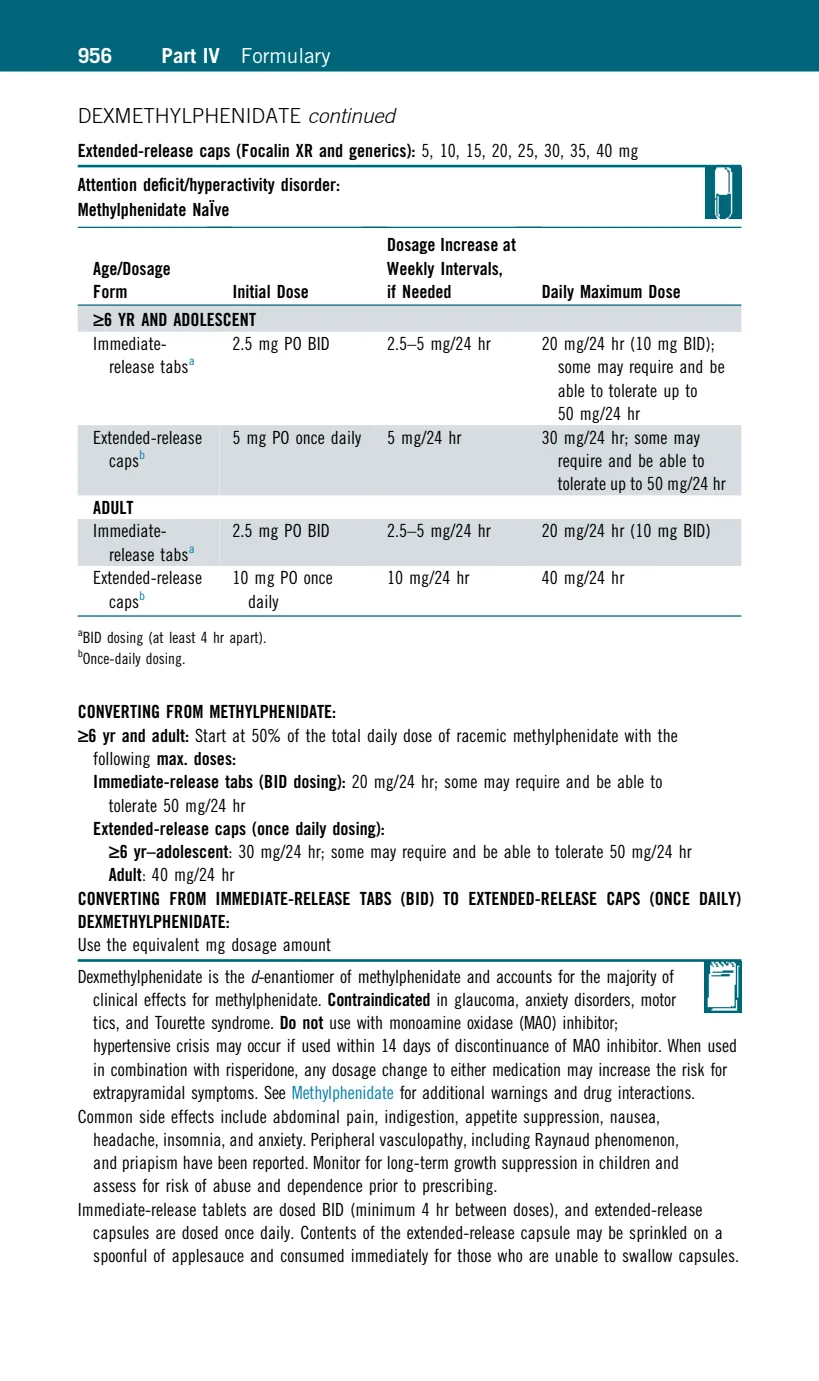 956 Part IV Formulary
DEXMETHYLPHENIDATE continued
Extended-release caps (Focalin XR and generics): 5, 10, 15, 20, 25, 30, 35, 40 mg
Attention deficit/hyperactivity disorder:
Methylphenidate NaÏve
Age/Dosage Form Initial Dose Dosage Increase at Weekly Intervals, if Needed Daily Maximum Dose
≥6 YR AND ADOLESCENT
Immediate-release tabsa 2.5 mg PO BID 2.5–5 mg/24 hr 20 mg/24 hr (10 mg BID); some may require and be able to tolerate up to 50 mg/24 hr
Extended-release capsb 5 mg PO once daily 5 mg/24 hr 30 mg/24 hr; some may require and be able to tolerate up to 50 mg/24 hr
ADULT
Immediate-release tabsa 2.5 mg PO BID 2.5–5 mg/24 hr 20 mg/24 hr (10 mg BID)
Extended-release capsb 10 mg PO once daily 10 mg/24 hr 40 mg/24 hr
aBID dosing (at least 4 hr apart).
bOnce-daily dosing.
CONVERTING FROM METHYLPHENIDATE:
≥6 yr and adult: Start at 50% of the total daily dose of racemic methylphenidate with the
following max. doses:
Immediate-release tabs (BID dosing): 20 mg/24 hr; some may require and be able to
tolerate 50 mg/24 hr
Extended-release caps (once daily dosing):
≥6 yr–adolescent: 30 mg/24 hr; some may require and be able to tolerate 50 mg/24 hr
Adult: 40 mg/24 hr
CONVERTING FROM IMMEDIATE-RELEASE TABS (BID) TO EXTENDED-RELEASE CAPS (ONCE DAILY)
DEXMETHYLPHENIDATE:
Use the equivalent mg dosage amount
Dexmethylphenidate is the d-enantiomer of methylphenidate and accounts for the majority of
clinical effects for methylphenidate. Contraindicated in glaucoma, anxiety disorders, motor
tics, and Tourette syndrome. Do not use with monoamine oxidase (MAO) inhibitor;
hypertensive crisis may occur if used within 14 days of discontinuance of MAO inhibitor. When used
in combination with risperidone, any dosage change to either medication may increase the risk for
extrapyramidal symptoms. See Methylphenidate for additional warnings and drug interactions.
Common side effects include abdominal pain, indigestion, appetite suppression, nausea,
headache, insomnia, and anxiety. Peripheral vasculopathy, including Raynaud phenomenon,
and priapism have been reported. Monitor for long-term growth suppression in children and
assess for risk of abuse and dependence prior to prescribing.
Immediate-release tablets are dosed BID (minimum 4 hr between doses), and extended-release
capsules are dosed once daily. Contents of the extended-release capsule may be sprinkled on a
spoonful of applesauce and consumed immediately for those who are unable to swallow capsules.